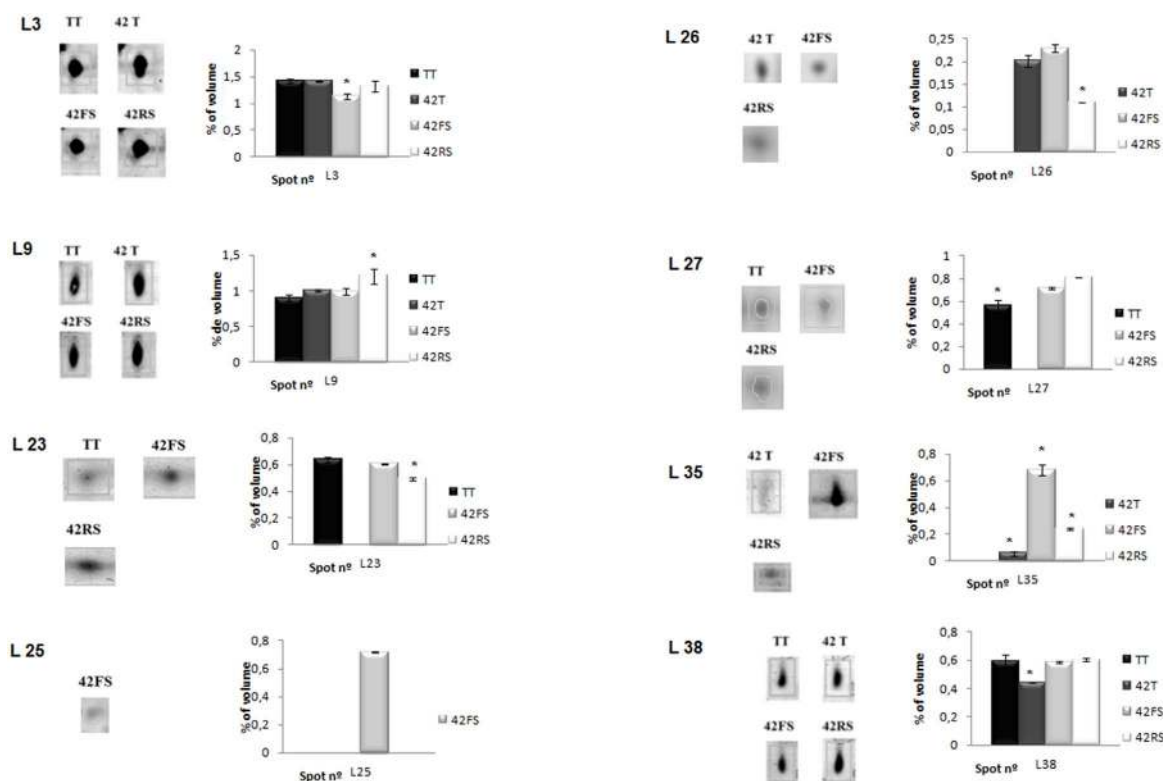 L3
TT 42 T
42FS 42RS
% of volume
2
1,5
1
0,5
0
*
Spot nº L3
TT
42T
42FS
42RS
L9
TT 42 T
42FS 42RS
% de volume
1,5
1
0,5
0
*
Spot nº L9
TT
42T
42FS
42RS
L 23
TT 42FS
42RS
% of volume
0,8
0,6
0,4
0,2
0
*
Spot nº L23
TT
42FS
42RS
L 25
42FS
% of volume
0,8
0,6
0,4
0,2
0
Spot nº L25
42FS
L 26
42 T 42FS
42RS
% of volume
0,25
0,2
0,15
0,1
0,05
0
*
Spot nº L26
42T
42FS
42RS
L 27
TT 42FS
42RS
% of volume
1
0,8
0,6
0,4
0,2
0
*
Spot nº L27
TT
42FS
42RS
L 35
42 T 42FS
42RS
% of volume
0,8
0,6
0,4
0,2
0
* * *
Spot nº L35
42T
42FS
42RS
L 38
TT 42 T
42FS 42RS
% of volume
0,8
0,6
0,4
0,2
0
*
Spot nº L38
TT
42T
42FS
42RS